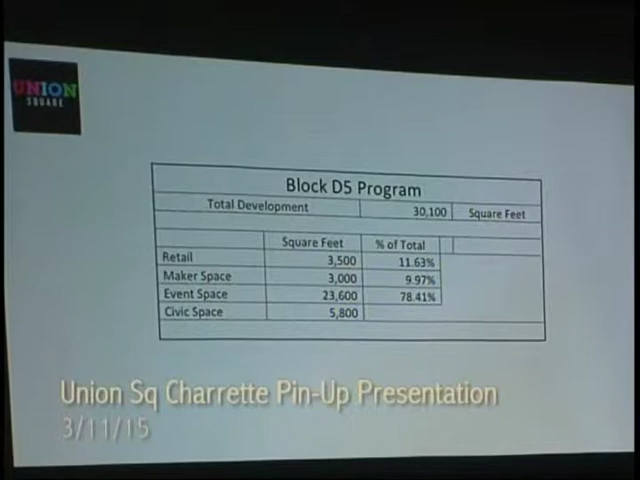 UNION
SQUARE
Block D5 Program
Total Development 30,100 Square Feet
Square Feet % of Total
Retail 3,500 11.63%
Maker Space 3,000 9.97%
Event Space 23,600 78.41%
Civic Space 5,800
Union Sq Charrette Pin-Up Presentation
3/11/15